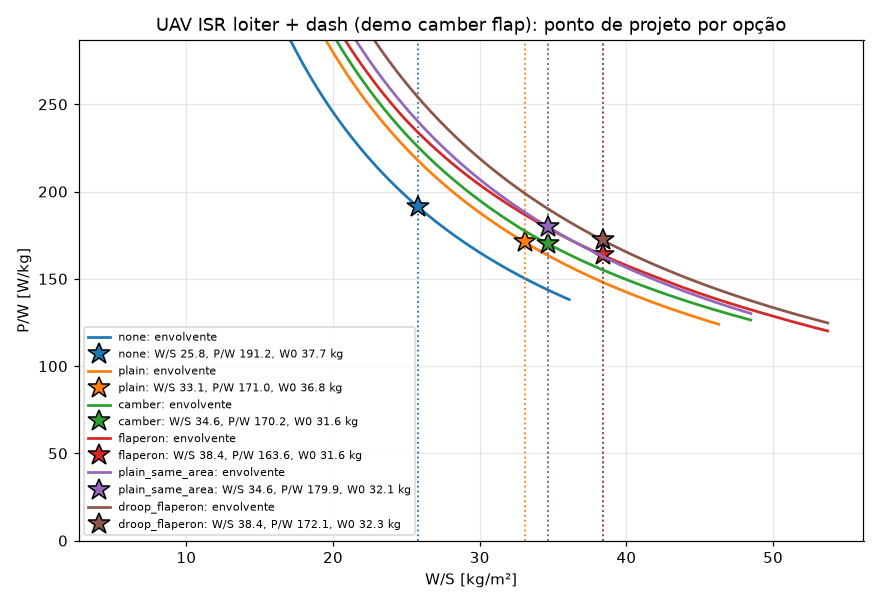 UAV ISR loiter + dash (demo camber flap): ponto de projeto por opção
P/W [W/kg]
250
200
150
100
50
0
none: envolvente
none: W/S 25.8, P/W 191.2, W0 37.7 kg
plain: envolvente
plain: W/S 33.1, P/W 171.0, W0 36.8 kg
camber: envolvente
camber: W/S 34.6, P/W 170.2, W0 31.6 kg
flaperon: envolvente
flaperon: W/S 38.4, P/W 163.6, W0 31.6 kg
plain_same_area: envolvente
plain_same_area: W/S 34.6, P/W 179.9, W0 32.1 kg
droop_flaperon: envolvente
droop_flaperon: W/S 38.4, P/W 172.1, W0 32.3 kg
10 20 30 40 50
W/S [kg/m²]